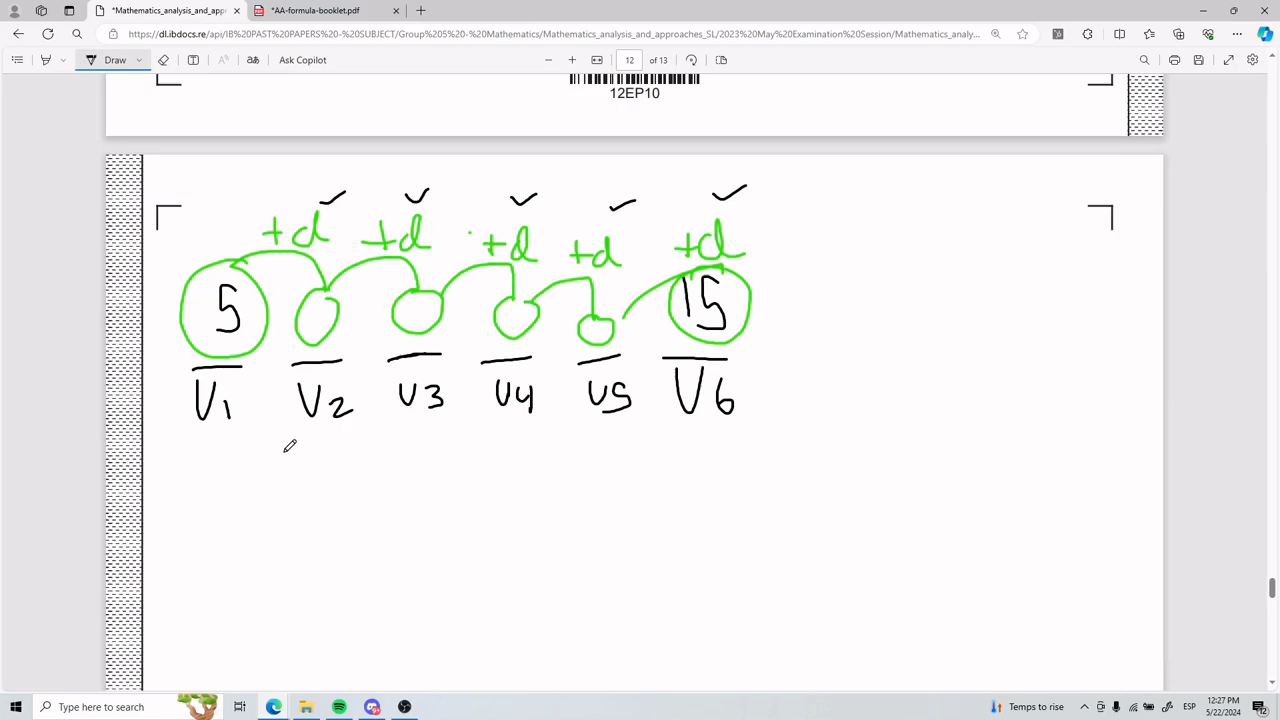 *Mathematics_analysis_and_app
*AA-formula-booklet.pdf
https://dl.ibdocs.re/api/IB%20PAST%20PAPERS%20-%20SUBJECT/Group%205%20-%20Mathematics/Mathematics_analysis_and_approaches_SL/2023%20May%20Examination%20Session/Mathematics_analy...
Draw
Ask Copilot
12 of 13
12EP10
+d +d +d +d +d
5 15
U1 U2 U3 U4 U5 U6
Type here to search
Temps to rise
ESP
12:27 PM
5/22/2024
12